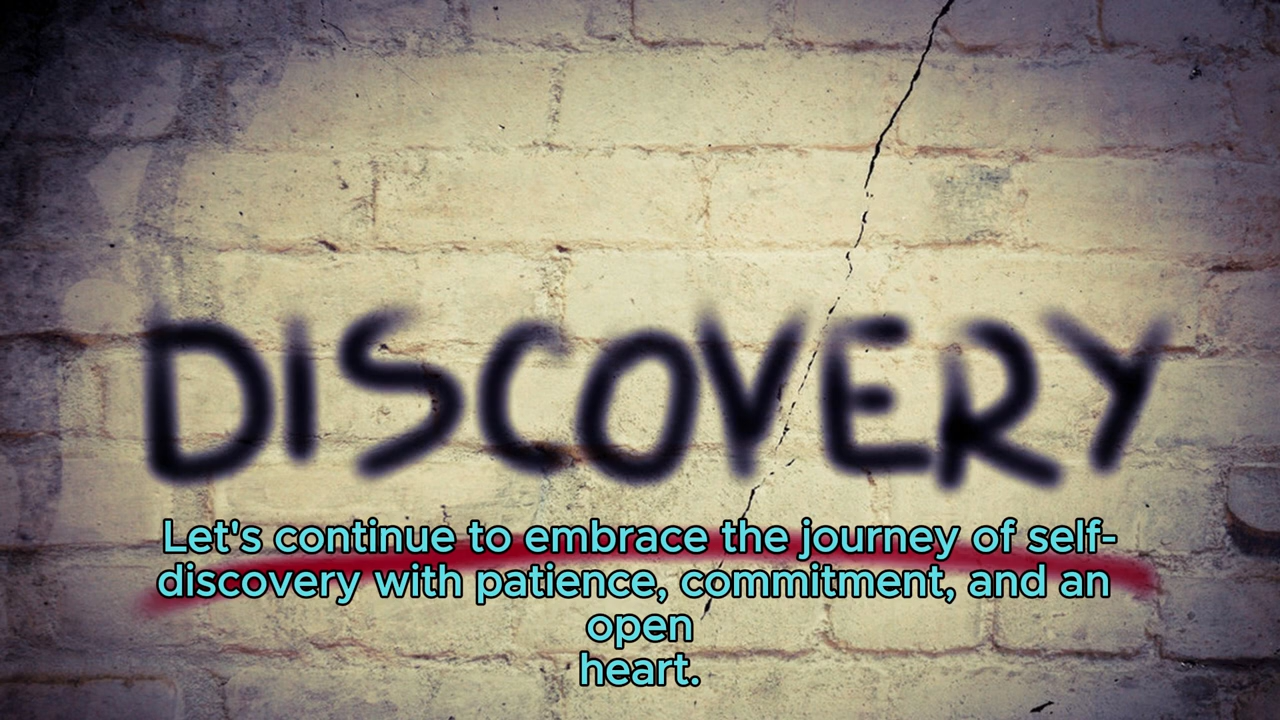 DISCOVERY
Let's continue to embrace the journey of self-
discovery with patience, commitment, and an
open
heart.